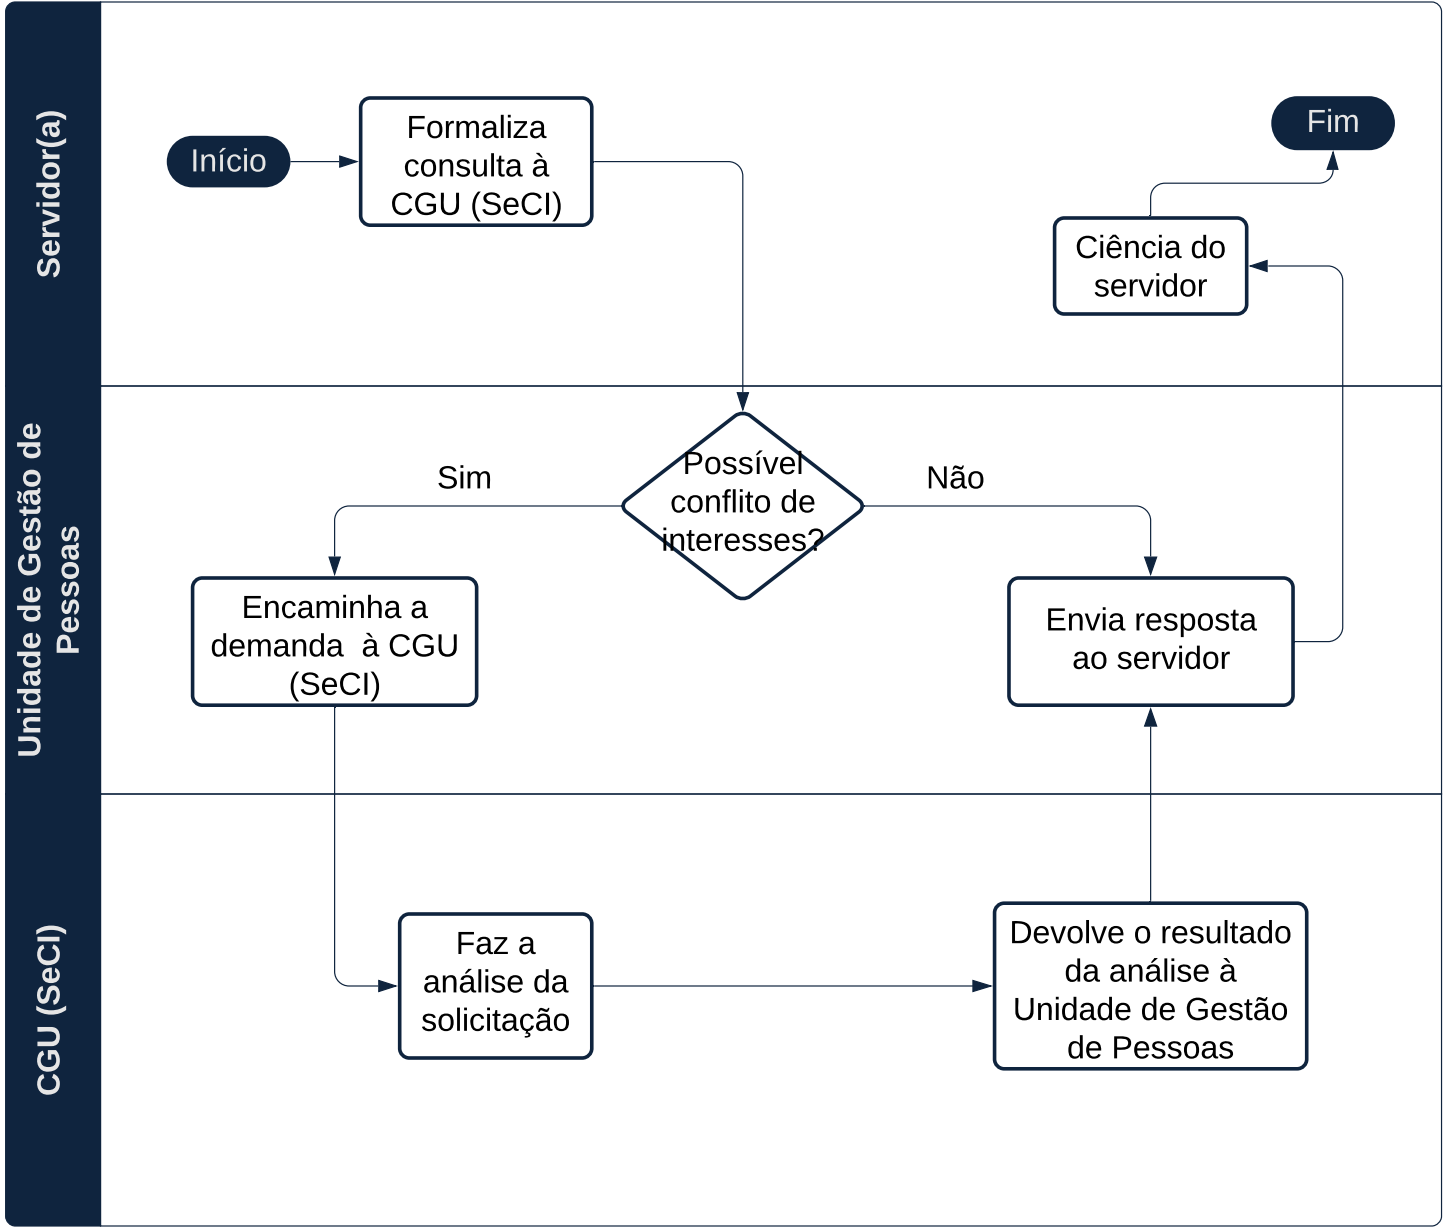 Servidor(a)
Início
Formaliza
consulta à
CGU (SeCI)
Fim
Ciência do
servidor
Unidade de Gestão de
Pessoas
Possível
conflito de
interesses?
Sim
Não
Encaminha a
demanda  à CGU
(SeCI)
Envia resposta
ao servidor
CGU (SeCI)
Faz a
análise da
solicitação
Devolve o resultado
da análise à
Unidade de Gestão
de Pessoas